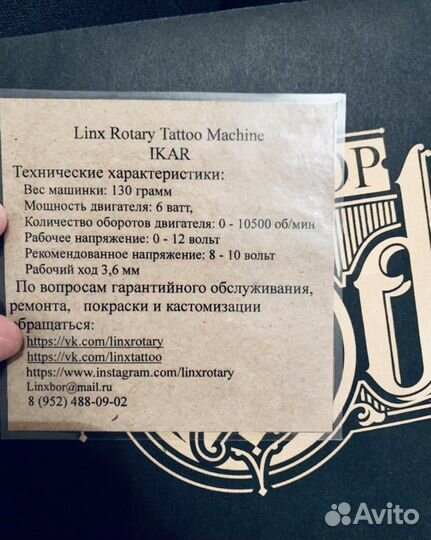 Linx Rotary Tattoo Machine
IKAR
Технические характеристики:
Вес машинки: 130 грамм
Мощность двигателя: 6 ватт,
Количество оборотов двигателя: 0 - 10500 об/мин
Рабочее напряжение: 0 - 12 вольт
Рекомендованное напряжение: 8 - 10 вольт
Рабочий ход 3,6 мм
По вопросам гарантийного обслуживания,
ремонта, покраски и кастомизации
обращаться:
https://vk.com/linxrotary
https://vk.com/linxtattoo
https://www.instagram.com/linxrotary
Linxbor@mail.ru
8 (952) 488-09-02
OP
Avito